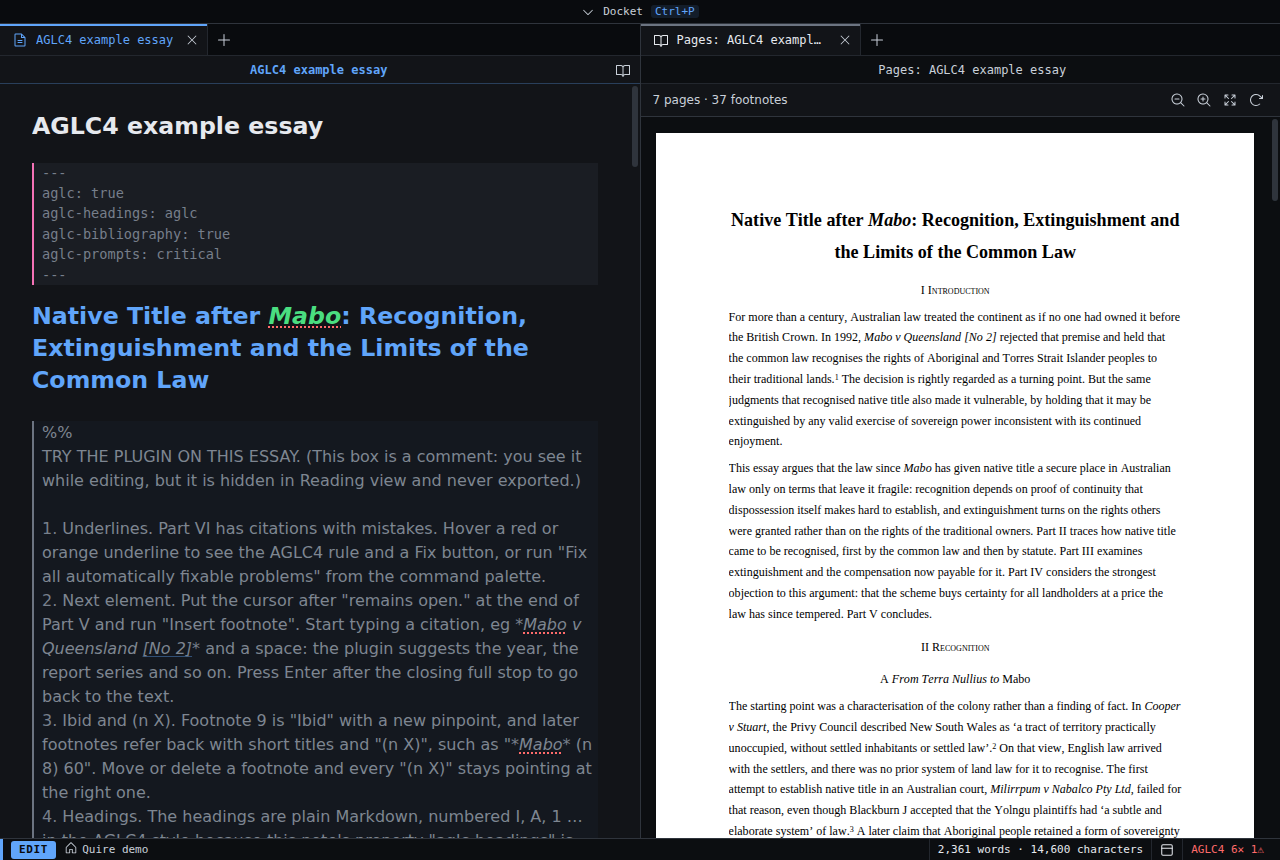 Docket Ctrl+P
AGLC4 example essay
Pages: AGLC4 exampl…
AGLC4 example essay
Pages: AGLC4 example essay
7 pages · 37 footnotes
AGLC4 example essay
---
aglc: true
aglc-headings: aglc
aglc-bibliography: true
aglc-prompts: critical
---
Native Title after Mabo: Recognition,
Extinguishment and the Limits of the
Common Law
%%
TRY THE PLUGIN ON THIS ESSAY. (This box is a comment: you see it
while editing, but it is hidden in Reading view and never exported.)
1. Underlines. Part VI has citations with mistakes. Hover a red or
orange underline to see the AGLC4 rule and a Fix button, or run "Fix
all automatically fixable problems" from the command palette.
2. Next element. Put the cursor after "remains open." at the end of
Part V and run "Insert footnote". Start typing a citation, eg *Mabo v
Queensland [No 2]* and a space: the plugin suggests the year, the
report series and so on. Press Enter after the closing full stop to go
back to the text.
3. Ibid and (n X). Footnote 9 is "Ibid" with a new pinpoint, and later
footnotes refer back with short titles and "(n X)", such as "*Mabo* (n
8) 60". Move or delete a footnote and every "(n X)" stays pointing at
the right one.
4. Headings. The headings are plain Markdown, numbered I, A, 1 ...
Native Title after Mabo: Recognition, Extinguishment and
the Limits of the Common Law
I Introduction
For more than a century, Australian law treated the continent as if no one had owned it before
the British Crown. In 1992, Mabo v Queensland [No 2] rejected that premise and held that
the common law recognises the rights of Aboriginal and Torres Strait Islander peoples to
their traditional lands.1 The decision is rightly regarded as a turning point. But the same
judgments that recognised native title also made it vulnerable, by holding that it may be
extinguished by any valid exercise of sovereign power inconsistent with its continued
enjoyment.
This essay argues that the law since Mabo has given native title a secure place in Australian
law only on terms that leave it fragile: recognition depends on proof of continuity that
dispossession itself makes hard to establish, and extinguishment turns on the rights others
were granted rather than on the rights of the traditional owners. Part II traces how native title
came to be recognised, first by the common law and then by statute. Part III examines
extinguishment and the compensation now payable for it. Part IV considers the strongest
objection to this argument: that the scheme buys certainty for all landholders at a price the
law has since tempered. Part V concludes.
II Recognition
A From Terra Nullius to Mabo
The starting point was a characterisation of the colony rather than a finding of fact. In Cooper
v Stuart, the Privy Council described New South Wales as ‘a tract of territory practically
unoccupied, without settled inhabitants or settled law’.2 On that view, English law arrived
with the settlers, and there was no prior system of land law for it to recognise. The first
attempt to establish native title in an Australian court, Milirrpum v Nabalco Pty Ltd, failed for
that reason, even though Blackburn J accepted that the Yolngu plaintiffs had ‘a subtle and
elaborate system’ of law.3 A later claim that Aboriginal people retained a form of sovereignty
EDIT Quire demo
2,361 words · 14,600 characters
AGLC4 6× 1⚠